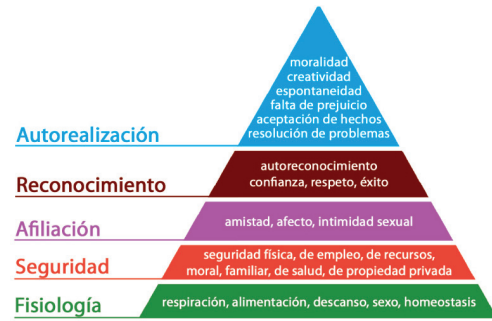 moralidad
creatividad
espontaneidad
falta de prejuicio
aceptación de hechos
resolución de problemas
Autorealización
autoreconocimiento
confianza, respeto, éxito
Reconocimiento
amistad, afecto, intimidad sexual
Afiliación
seguridad física, de empleo, de recursos,
moral, familiar, de salud, de propiedad privada
Seguridad
respiración, alimentación, descanso, sexo, homeostasis
Fisiología